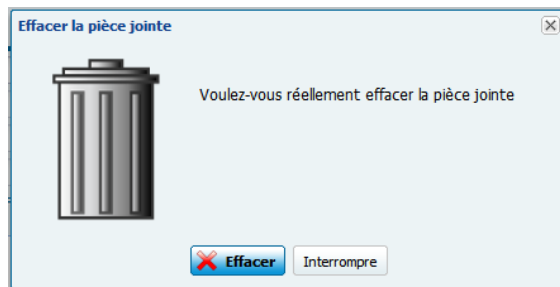 Effacer la pièce jointe
Voulez-vous réellement effacer la pièce jointe
Effacer
Interrompre